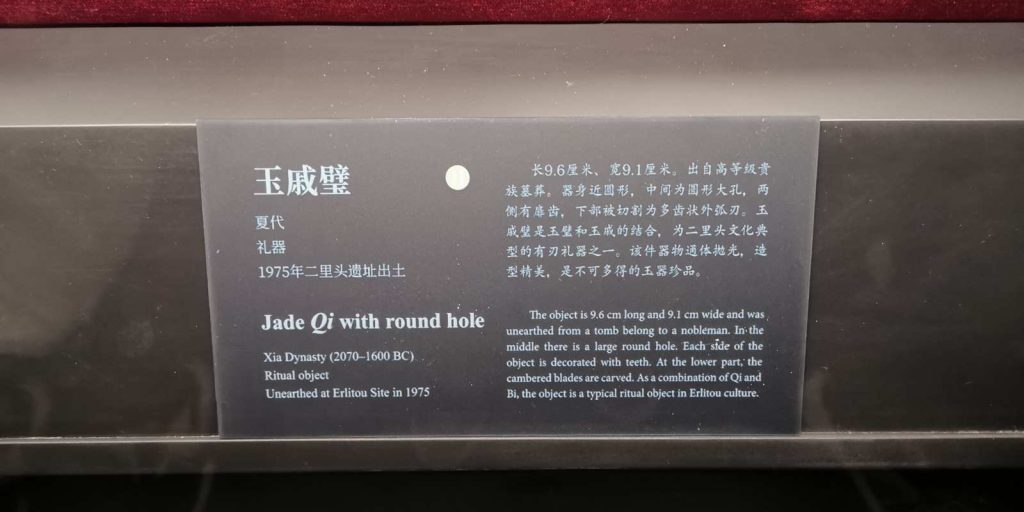 玉戚璧
夏代
礼器
1975年二里头遗址出土
Jade Qi with round hole
Xia Dynasty (2070–1600 BC)
Ritual object
Unearthed at Erlitou Site in 1975
长9.6厘米、宽9.1厘米。出自高等级贵
族墓葬。器身近圆形，中间为圆形大孔，两
侧有扉齿，下部被切割为多齿状外弧刃。玉
戚璧是玉璧和玉戚的结合，为二里头文化典
型的有刃礼器之一。该件器物通体抛光，造
型精美，是不可多得的玉器珍品。
The object is 9.6 cm long and 9.1 cm wide and was
unearthed from a tomb belong to a nobleman. In the
middle there is a large round hole. Each side of the
object is decorated with teeth. At the lower part, the
cambered blades are carved. As a combination of Qi and
Bi, the object is a typical ritual object in Erlitou culture.